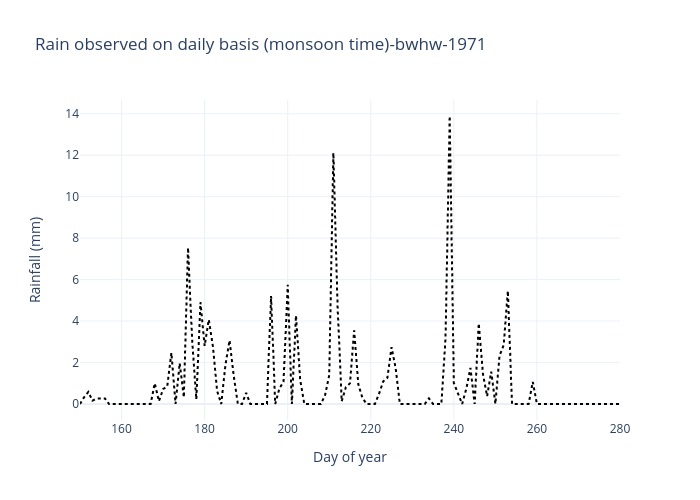 Rain observed on daily basis (monsoon time)-bwhw-1971
14
12
10
8
6
4
2
0
Rainfall (mm)
160 180 200 220 240 260 280
Day of year